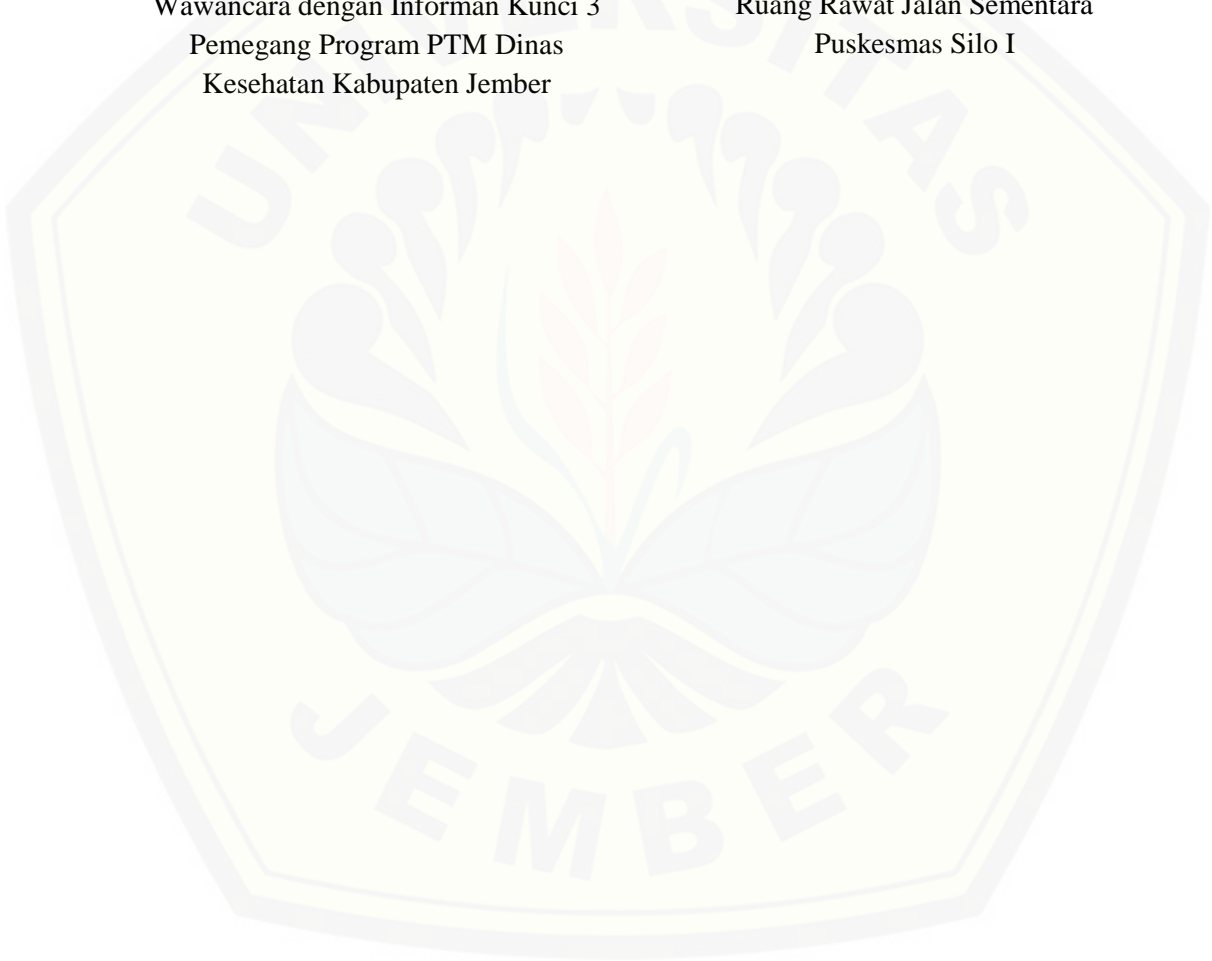 Wawancara dengan Informan Kunci 3
Pemegang Program PTM Dinas
Kesehatan Kabupaten Jember
Ruang Rawat Jalan Sementara
Puskesmas Silo I
UNIVERSITAS
JEMBER